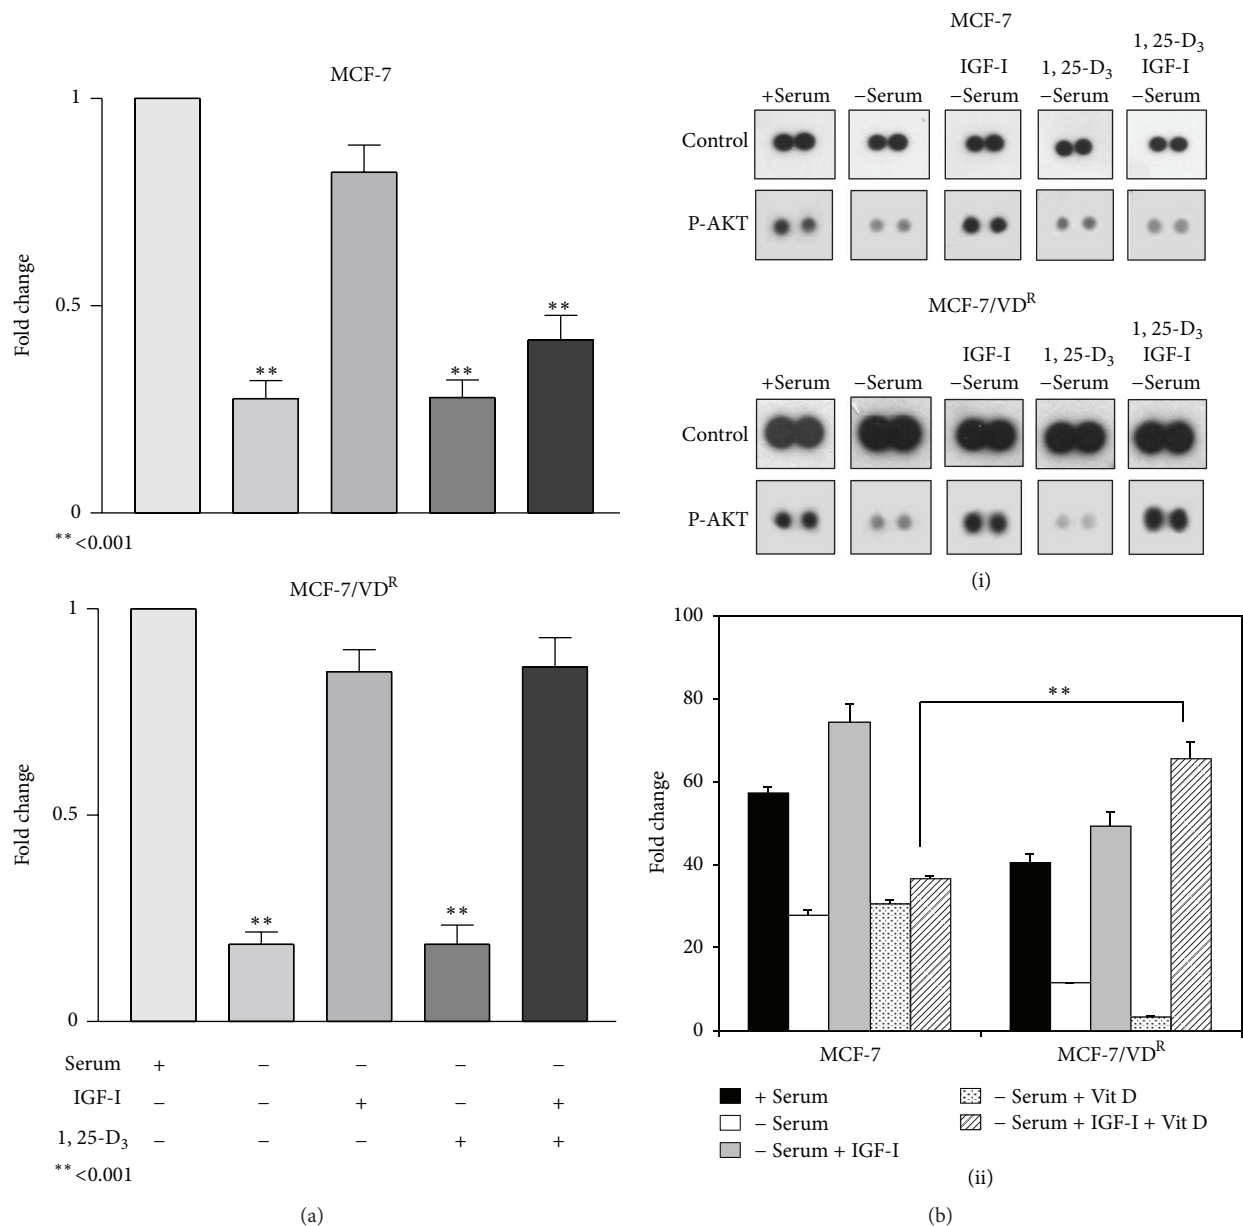 MCF-7
1
0.5
0
Fold change
**
**
**
** <0.001
MCF-7/VD^R
1
0.5
0
Fold change
**
**
Serum + − − − −
IGF-I − − + − +
1, 25-D₃ − − − + +
** <0.001
(a)
MCF-7
1, 25-D₃
IGF-I 1, 25-D₃ IGF-I
+Serum −Serum −Serum −Serum −Serum
Control
P-AKT
MCF-7/VD^R
1, 25-D₃
IGF-I 1, 25-D₃ IGF-I
+Serum −Serum −Serum −Serum −Serum
Control
P-AKT
(i)
100
80
60
40
20
0
Fold change
**
MCF-7 MCF-7/VD^R
+ Serum
− Serum
− Serum + IGF-I
− Serum + Vit D
− Serum + IGF-I + Vit D
(ii)
(b)